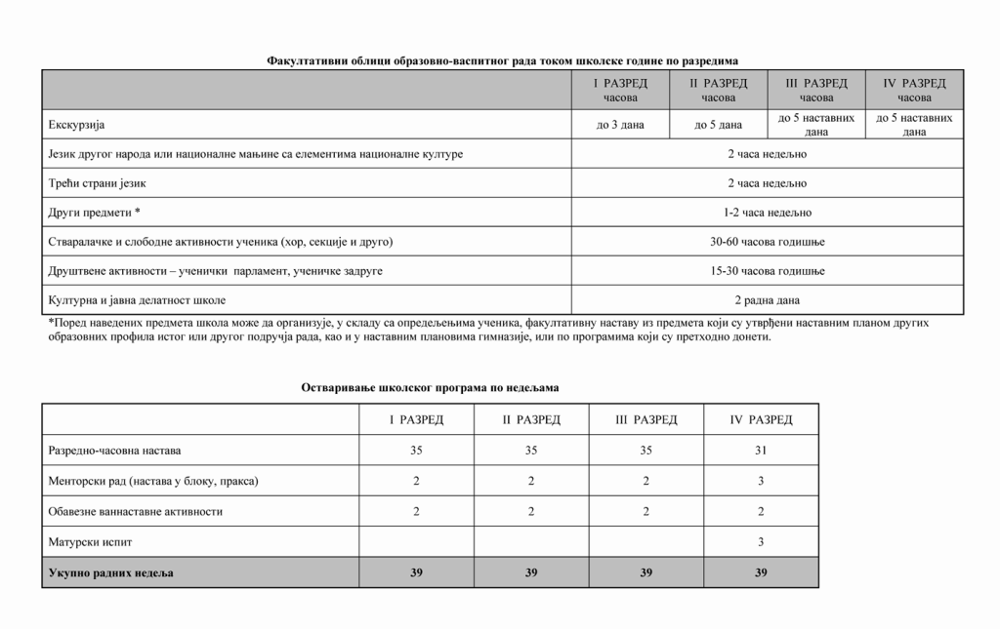 Факултативни облици образовно-васпитног рада током школске године по разредима
I РАЗРЕД часова II РАЗРЕД часова III РАЗРЕД часова IV РАЗРЕД часова
Екскурзија до 3 дана до 5 дана до 5 наставних дана до 5 наставних дана
Језик другог народа или националне мањине са елементима националне културе 2 часа недељно
Трећи страни језик 2 часа недељно
Други предмети * 1-2 часа недељно
Стваралачке и слободне активности ученика (хор, секције и друго) 30-60 часова годишње
Друштвене активности – ученички парламент, ученичке задруге 15-30 часова годишње
Културна и јавна делатност школе 2 радна дана
*Поред наведених предмета школа може да организује, у складу са опредељењима ученика, факултативну наставу из предмета који су утврђени наставним планом других
образовних профила истог или другог подручја рада, као и у наставним плановима гимназије, или по програмима који су претходно донети.
Остваривање школског програма по недељама
I РАЗРЕД II РАЗРЕД III РАЗРЕД IV РАЗРЕД
Разредно-часовна настава 35 35 35 31
Менторски рад (настава у блоку, пракса) 2 2 2 3
Обавезне ваннаставне активности 2 2 2 2
Матурски испит 3
Укупно радних недеља 39 39 39 39